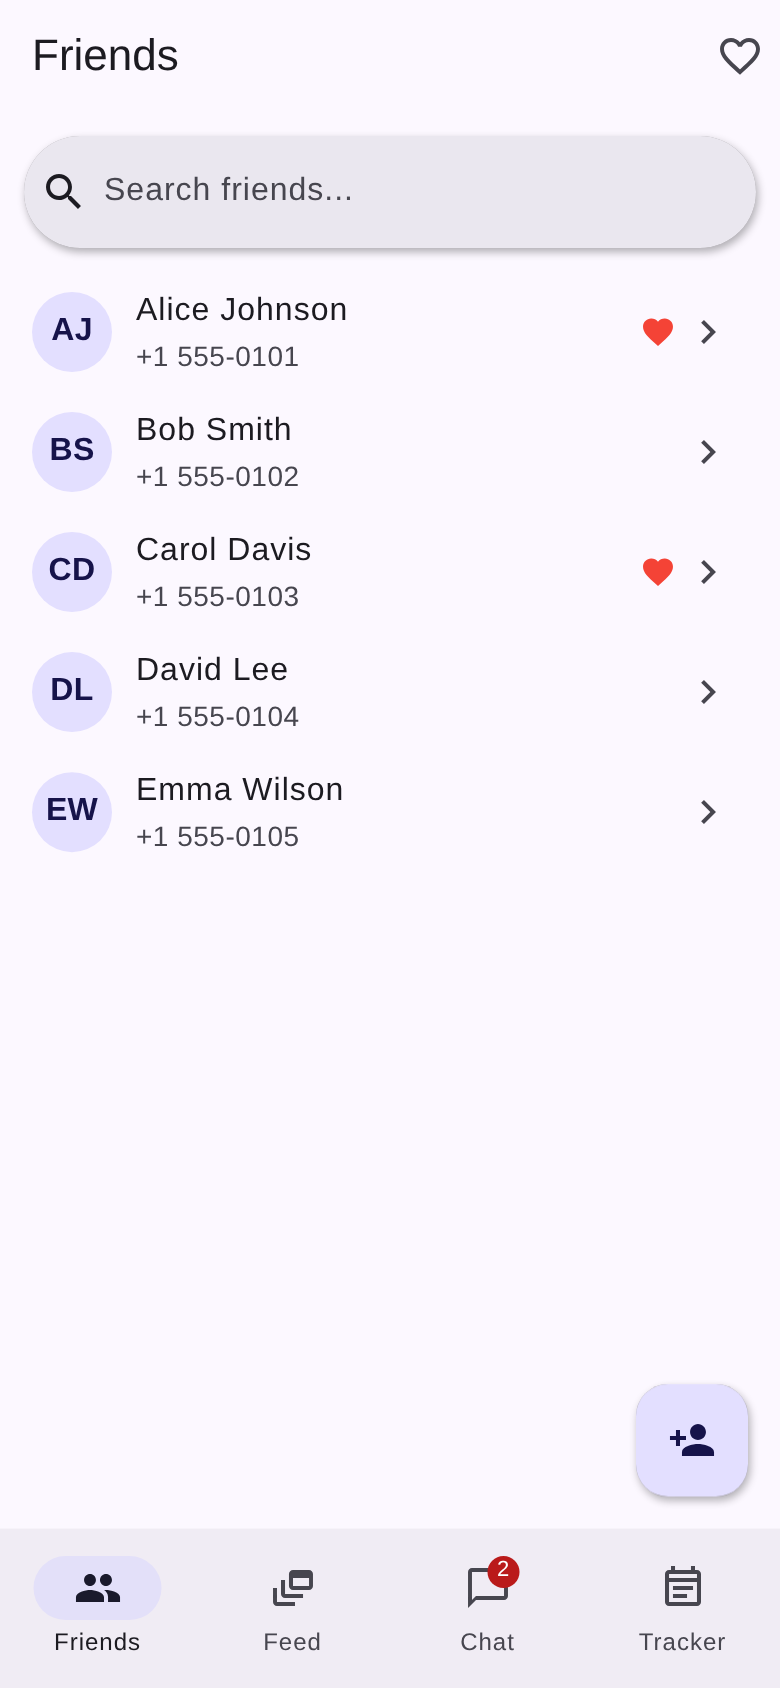 Friends
Search friends...
AJ
Alice Johnson
+1 555-0101
BS
Bob Smith
+1 555-0102
CD
Carol Davis
+1 555-0103
DL
David Lee
+1 555-0104
EW
Emma Wilson
+1 555-0105
2
Friends
Feed
Chat
Tracker